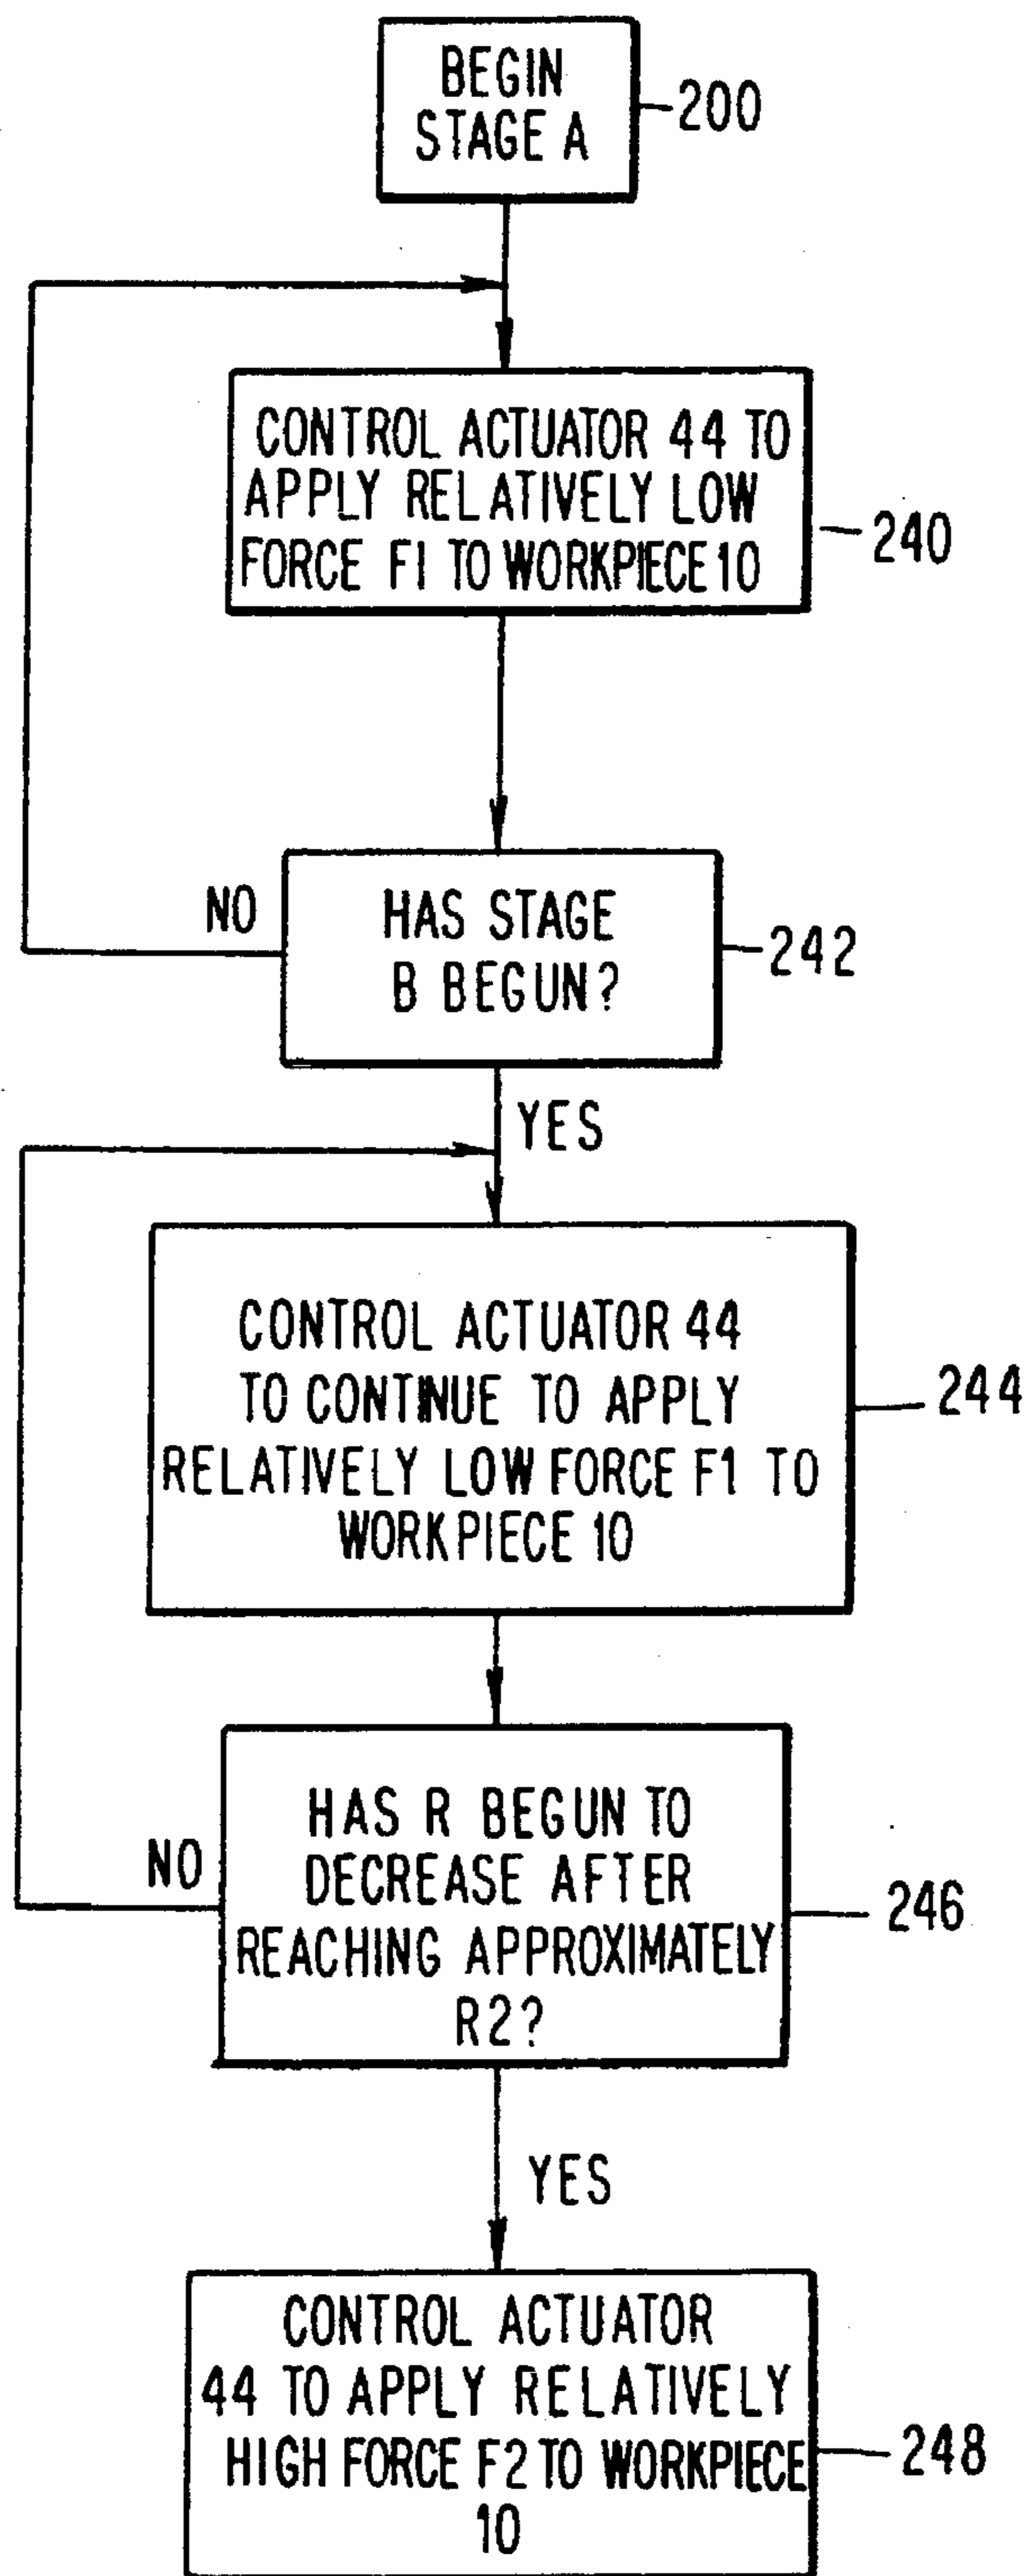 BEGIN
STAGE A
200
CONTROL ACTUATOR 44 TO
APPLY RELATIVELY LOW
FORCE F1 TO WORKPIECE 10
240
HAS STAGE
B BEGUN?
242
NO
YES
CONTROL ACTUATOR 44
TO CONTINUE TO APPLY
RELATIVELY LOW FORCE F1 TO
WORKPIECE 10
244
HAS R BEGUN TO
DECREASE AFTER
REACHING APPROXIMATELY
R2?
246
NO
YES
CONTROL ACTUATOR
44 TO APPLY RELATIVELY
HIGH FORCE F2 TO WORKPIECE
10
248